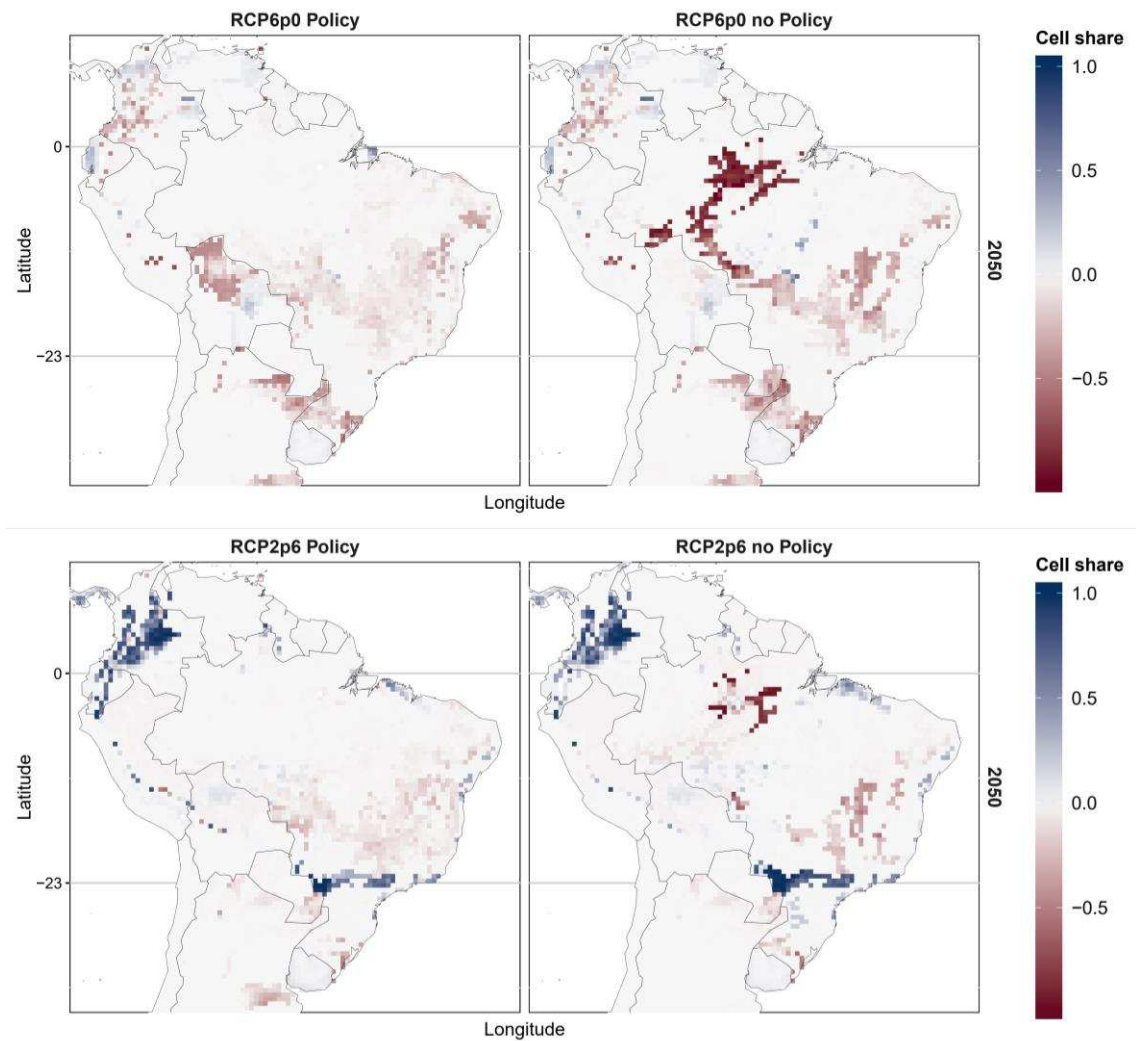 RCP6p0 Policy
RCP6p0 no Policy
Cell share
1.0
0.5
0.0
−0.5
0
−23
Latitude
2050
Longitude
RCP2p6 Policy
RCP2p6 no Policy
Cell share
1.0
0.5
0.0
−0.5
0
−23
Latitude
2050
Longitude